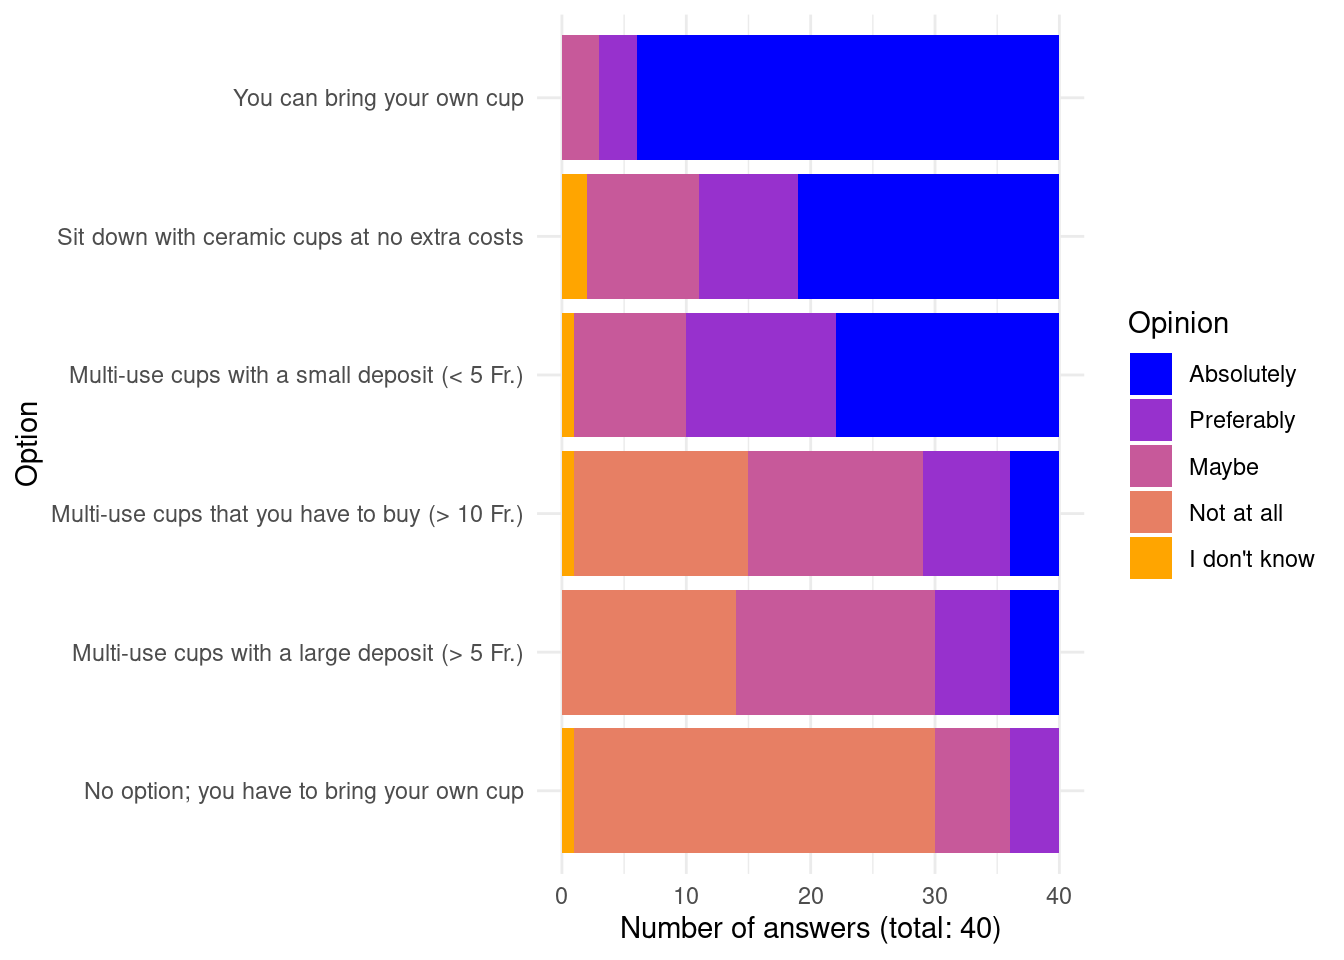 You can bring your own cup
Sit down with ceramic cups at no extra costs
Multi-use cups with a small deposit (< 5 Fr.)
Multi-use cups that you have to buy (> 10 Fr.)
Multi-use cups with a large deposit (> 5 Fr.)
No option; you have to bring your own cup
Option
0 10 20 30 40
Number of answers (total: 40)
Opinion
Absolutely
Preferably
Maybe
Not at all
I don't know